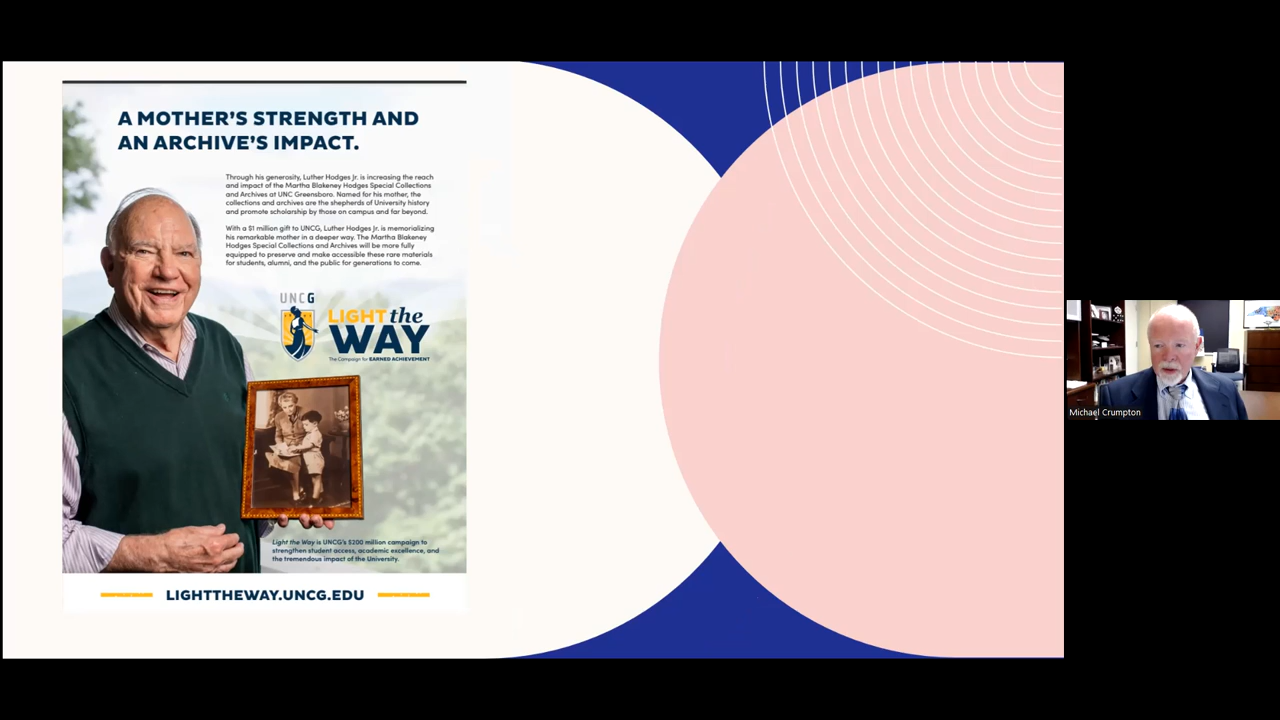 A MOTHER'S STRENGTH AND
AN ARCHIVE'S IMPACT.
Through his generosity, Luther Hodges Jr. is increasing the reach
and impact of the Martha Blakeney Hodges Special Collections
and Archives at UNC Greensboro. Named for his mother, the
collections and archives are the shepherds of University history
and promote scholarship by those on campus and far beyond.
With a $1 million gift to UNCG, Luther Hodges Jr. is memorializing
his remarkable mother in a deeper way. The Martha Blakeney
Hodges Special Collections and Archives will be more fully
equipped to preserve and make accessible these rare materials
for students, alumni, and the public for generations to come.
UNCG
LIGHT the
WAY
The Campaign for EARNED ACHIEVEMENT
Light the Way is UNCG's $200 million campaign to
strengthen student access, academic excellence, and
the tremendous impact of the University.
LIGHTTHEWAY.UNCG.EDU
Michael Crumpton